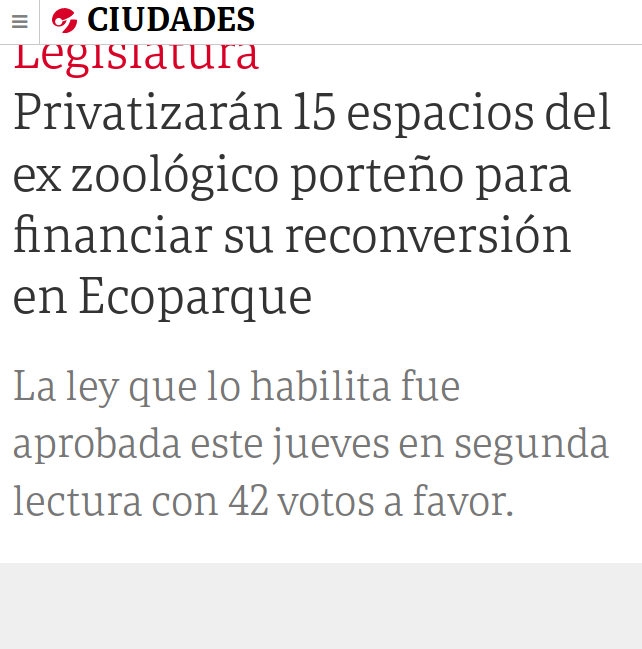 CIUDADES
Legislatura
Privatizarán 15 espacios del
ex zoológico porteño para
financiar su reconversión
en Ecoparque
La ley que lo habilita fue
aprobada este jueves en segunda
lectura con 42 votos a favor.